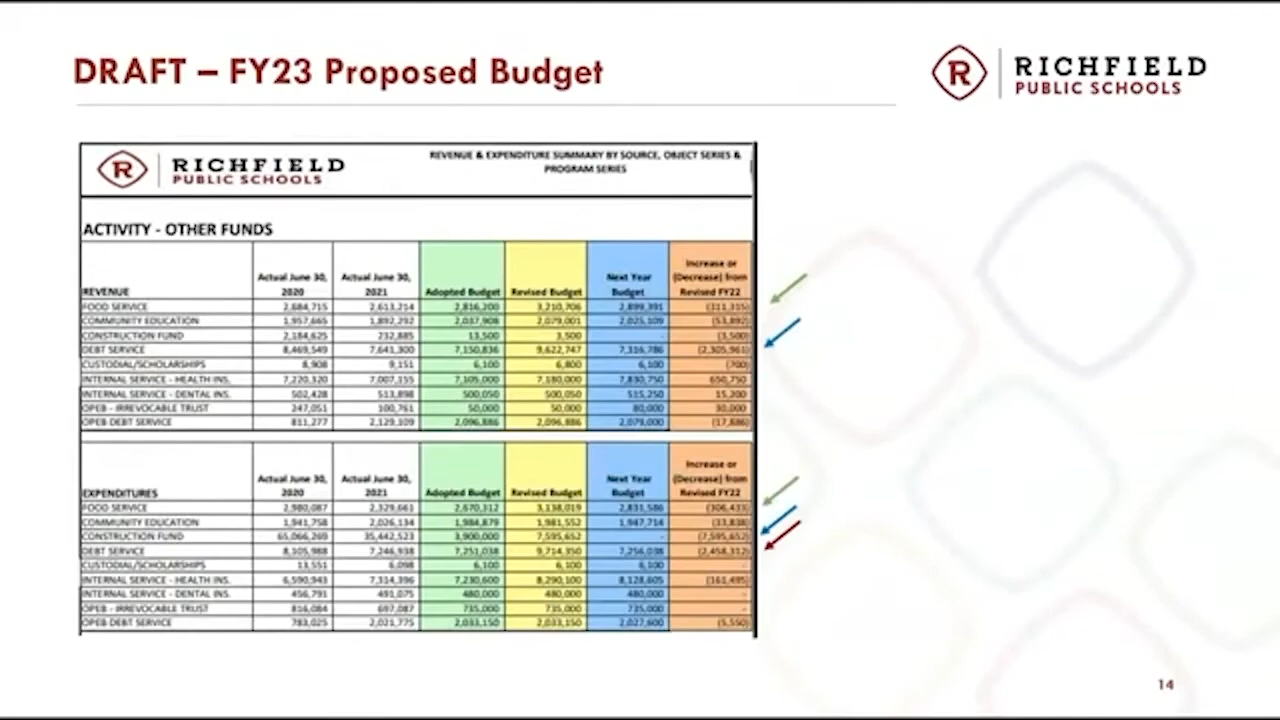 DRAFT – FY23 Proposed Budget
RICHFIELD
PUBLIC SCHOOLS
RICHFIELD
PUBLIC SCHOOLS
REVENUE & EXPENDITURE SUMMARY BY SOURCE, OBJECT SERIES &
PROGRAM SERIES
ACTIVITY - OTHER FUNDS
REVENUE Actual June 30, 2020 Actual June 30, 2021 Adopted Budget Revised Budget Next Year Budget Increase or (Decrease) from Revised FY22
FOOD SERVICE 2,684,715 2,613,214 2,816,200 3,210,706 2,899,391 (311,315)
COMMUNITY EDUCATION 1,957,665 1,892,292 2,037,908 2,079,001 2,025,109 (53,892)
CONSTRUCTION FUND 2,184,625 232,885 13,500 3,500 - (3,500)
DEBT SERVICE 8,469,549 7,641,300 7,150,836 9,622,747 7,316,786 (2,305,961)
CUSTODIAL/SCHOLARSHIPS 8,908 9,151 6,100 6,800 6,100 (700)
INTERNAL SERVICE - HEALTH INS. 7,220,320 7,007,155 7,105,000 7,180,000 7,830,750 650,750
INTERNAL SERVICE - DENTAL INS. 502,428 513,898 500,050 500,050 515,250 15,200
OPEB - IRREVOCABLE TRUST 247,051 100,761 50,000 50,000 80,000 30,000
OPEB DEBT SERVICE 811,277 2,129,109 2,096,886 2,096,886 2,079,000 (17,886)
EXPENDITURES Actual June 30, 2020 Actual June 30, 2021 Adopted Budget Revised Budget Next Year Budget Increase or (Decrease) from Revised FY22
FOOD SERVICE 2,980,087 2,329,661 2,670,312 3,138,019 2,831,586 (306,433)
COMMUNITY EDUCATION 1,941,758 2,026,134 1,984,879 1,981,552 1,947,714 (33,838)
CONSTRUCTION FUND 65,066,269 35,442,523 3,900,000 7,595,652 - (7,595,652)
DEBT SERVICE 8,105,988 7,246,938 7,251,038 9,714,350 7,256,038 (2,458,312)
CUSTODIAL/SCHOLARSHIPS 13,551 6,098 6,100 6,100 6,100 -
INTERNAL SERVICE - HEALTH INS. 6,590,943 7,314,396 7,230,600 8,290,100 8,128,605 (161,495)
INTERNAL SERVICE - DENTAL INS. 456,791 491,075 480,000 480,000 480,000 -
OPEB - IRREVOCABLE TRUST 816,084 697,087 735,000 735,000 735,000 -
OPEB DEBT SERVICE 783,025 2,021,775 2,033,150 2,033,150 2,027,600 (5,550)
14